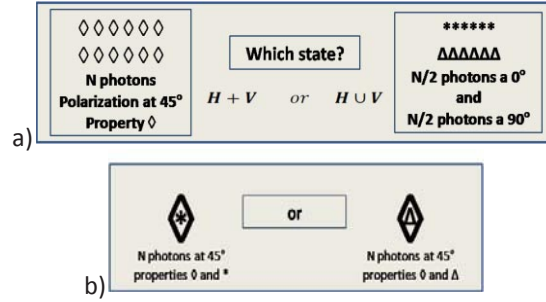 ◊ ◊ ◊ ◊ ◊ ◊
◊ ◊ ◊ ◊ ◊ ◊
N photons
Polarization at 45°
Property ◊
Which state?
H + V or H ∪ V
******
ΔΔΔΔΔΔ
N/2 photons a 0°
and
N/2 photons a 90°
a)
*
or
Δ
N photons at 45°
properties ◊ and *
N photons at 45°
properties ◊ and Δ
b)